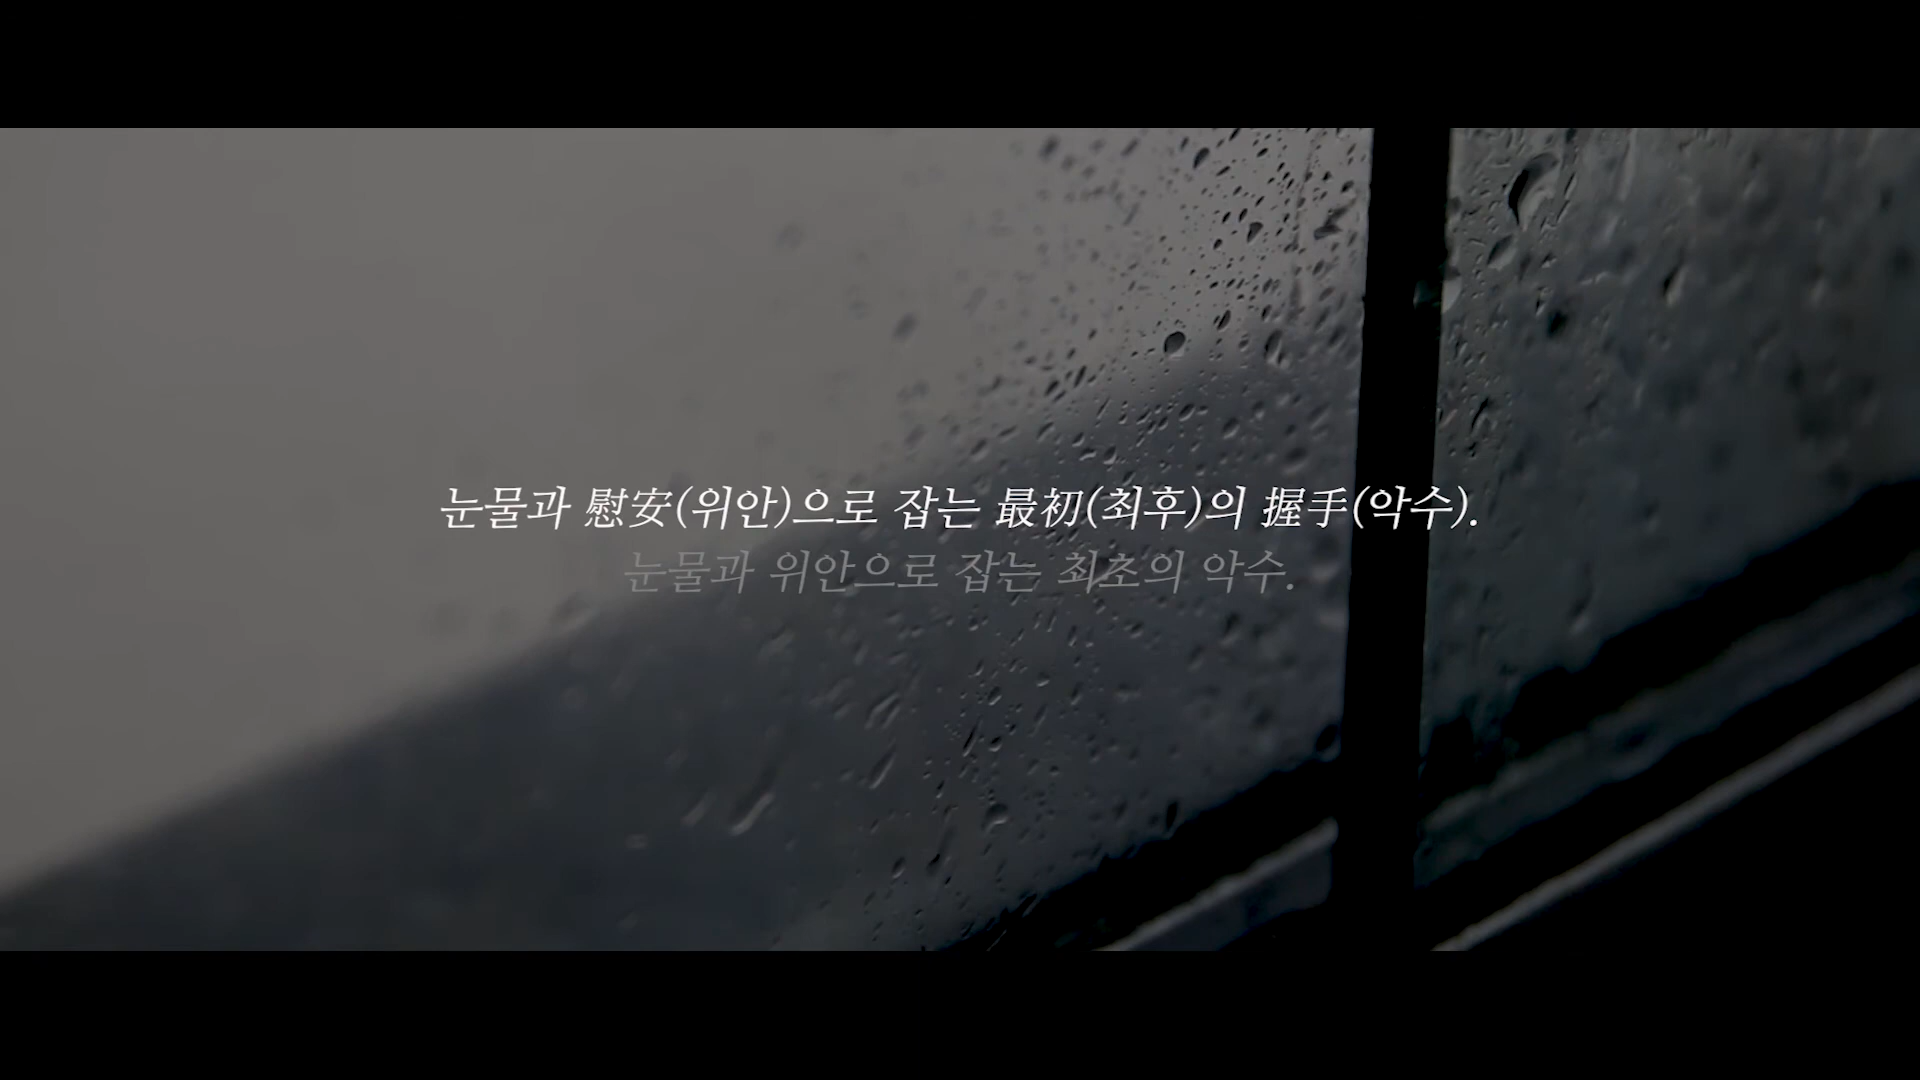 눈물과 慰安(위안)으로 잡는 最初(최후)의 握手(악수).
눈물과 위안으로 잡는 최초의 악수.